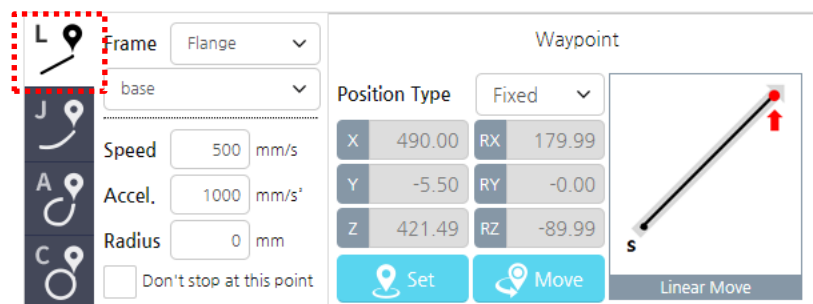 L
J
A
C
Frame Flange
base
Speed 500 mm/s
Accel. 1000 mm/s²
Radius 0 mm
Don't stop at this point
Waypoint
Position Type Fixed
X 490.00 RX 179.99
Y -5.50 RY -0.00
Z 421.49 RZ -89.99
Set Move
S
Linear Move